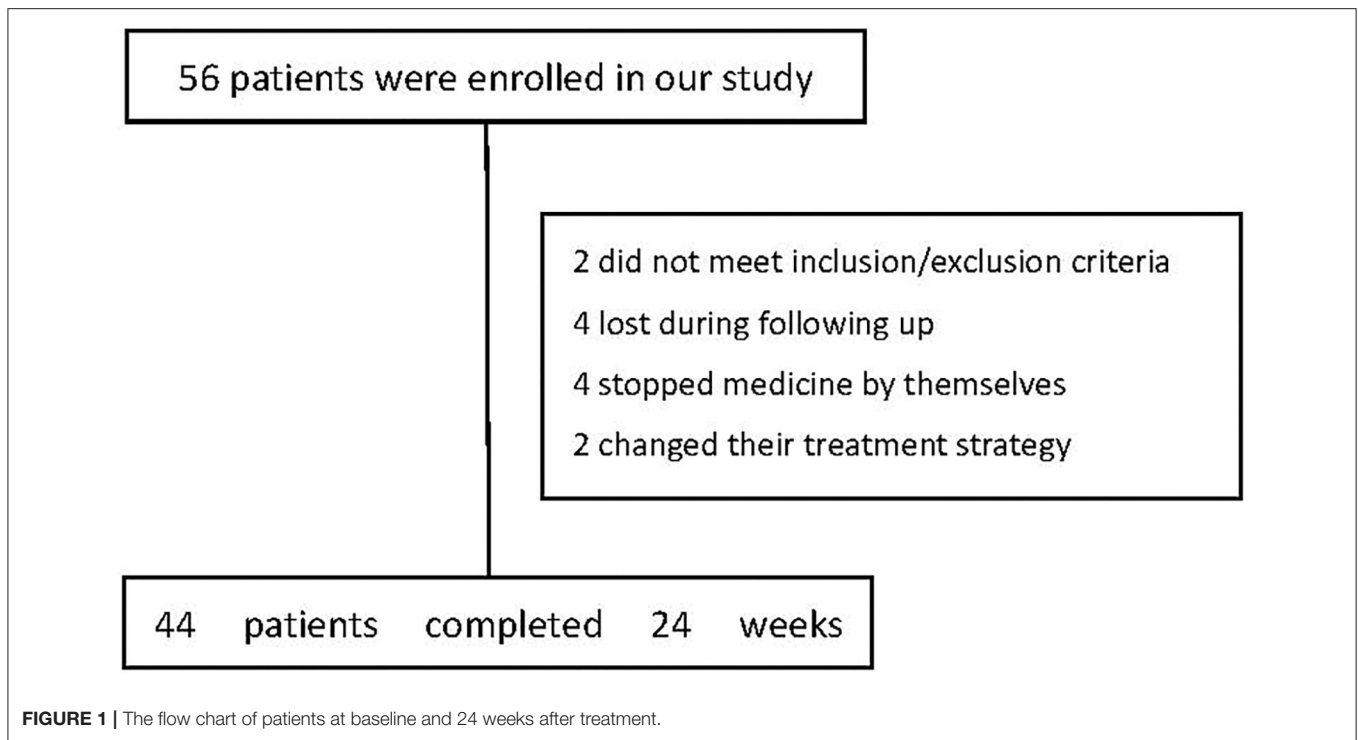 56 patients were enrolled in our study
2 did not meet inclusion/exclusion criteria
4 lost during following up
4 stopped medicine by themselves
2 changed their treatment strategy
44 patients completed 24 weeks
FIGURE 1 | The flow chart of patients at baseline and 24 weeks after treatment.